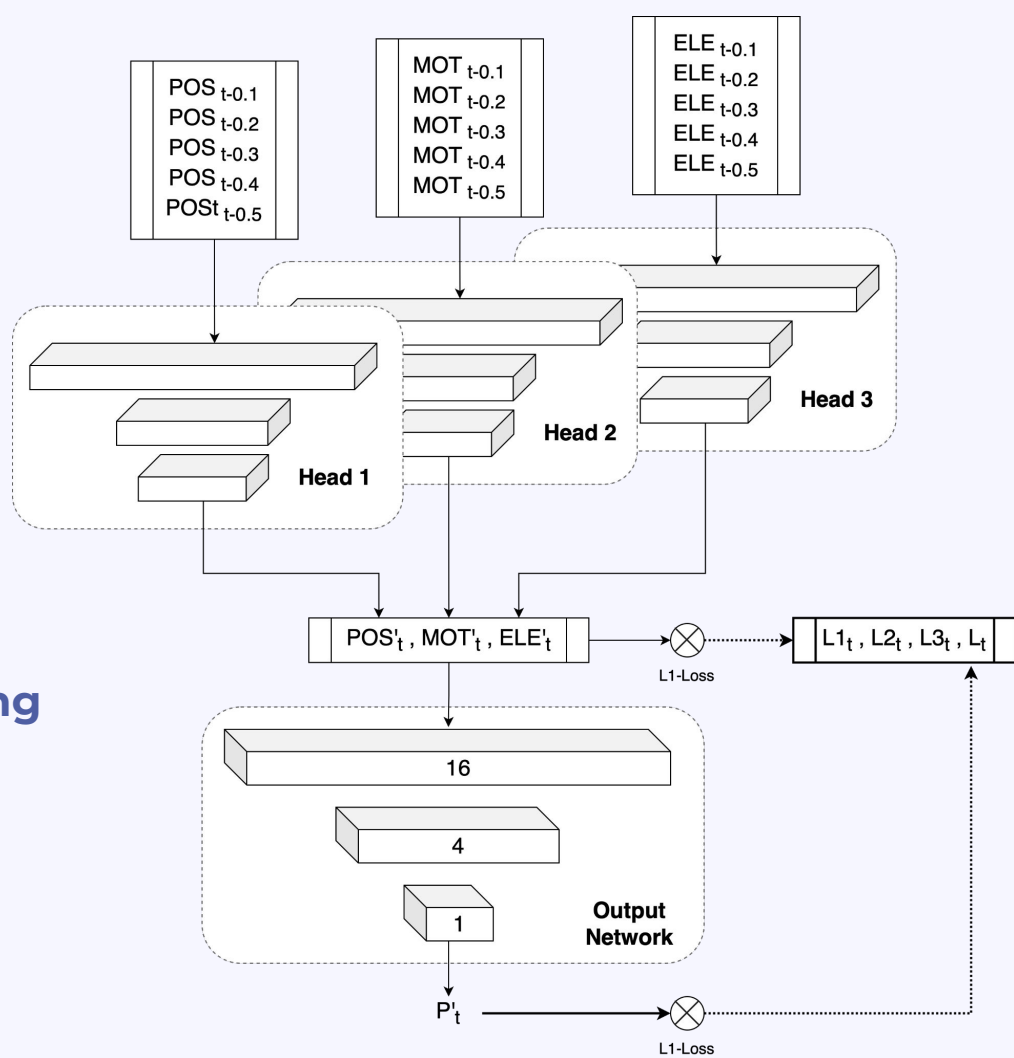 POS t-0.1
POS t-0.2
POS t-0.3
POS t-0.4
POSt t-0.5
MOT t-0.1
MOT t-0.2
MOT t-0.3
MOT t-0.4
MOT t-0.5
ELE t-0.1
ELE t-0.2
ELE t-0.3
ELE t-0.4
ELE t-0.5
Head 1
Head 2
Head 3
POS't , MOT't , ELE't
L1-Loss
L1t , L2t , L3t , Lt
ng
16
4
1
Output
Network
P't
L1-Loss